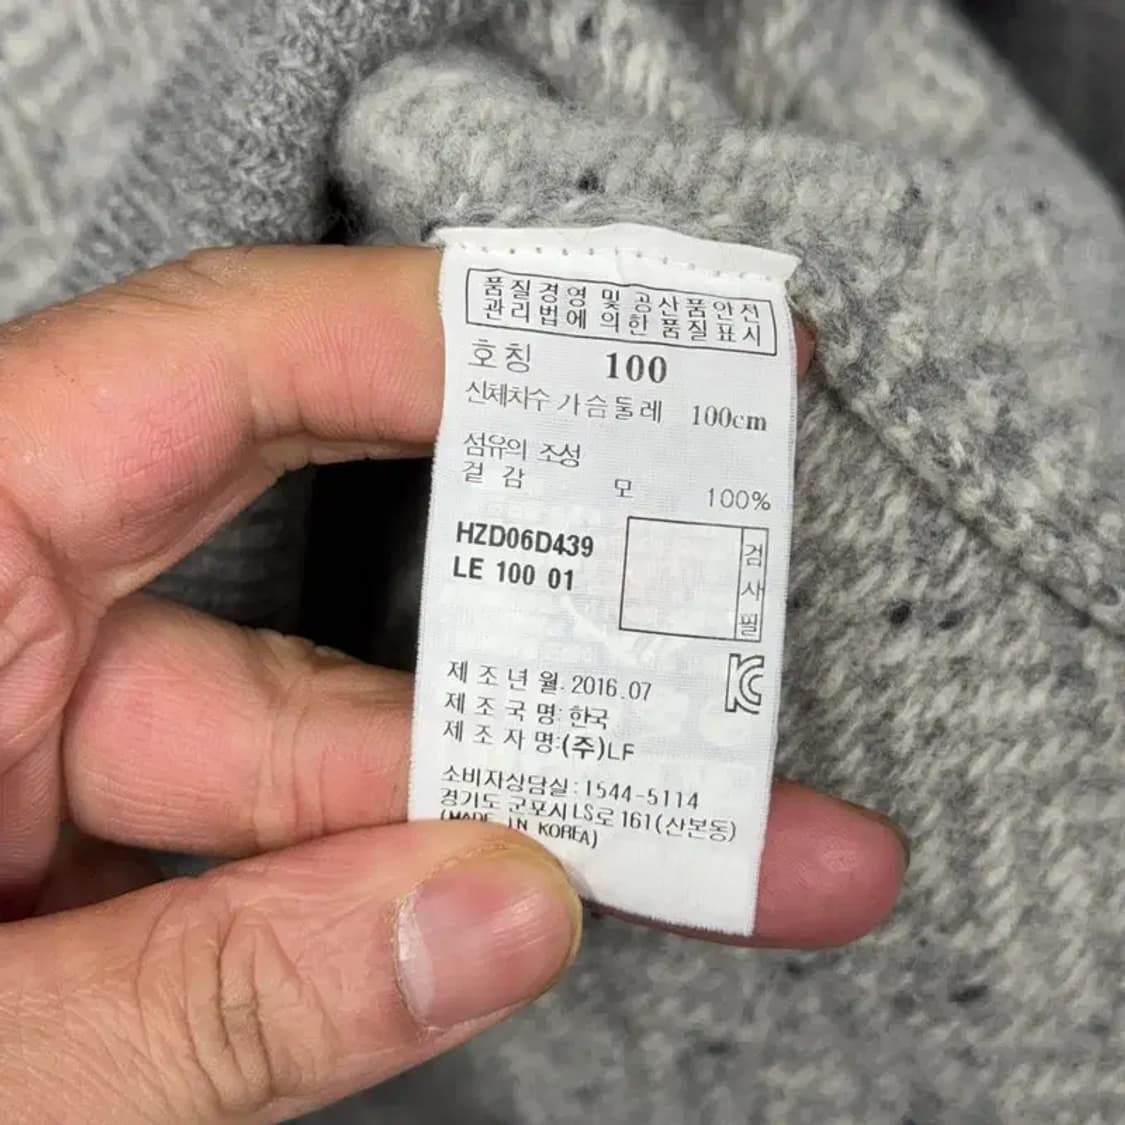 품질경영 및 공산품안전
관리법에 의한 품질표시
호칭 100
신체치수 가슴둘레 100cm
섬유의 조성
겉감 모 100%
HZD06D439
LE 100 01
검사필
제조년월. 2016.07
제조국명: 한국
제조자명:(주)LF
소비자상담실: 1544-5114
경기도 군포시 LS로 161(산본동)
(MADE IN KOREA)